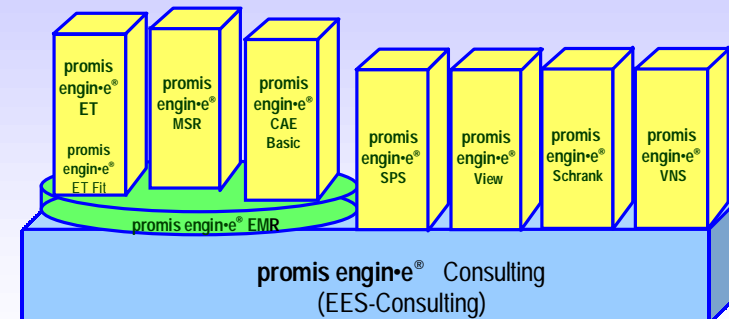 promis
engin•e®
ET
promis
engin•e®
ET Fit
promis
engin•e®
MSR
promis
engin•e®
CAE
Basic
promis
engin•e®
SPS
promis
engin•e®
View
promis
engin•e®
Schrank
promis
engin•e®
VNS
promis engin•e® EMR
promis engin•e® Consulting
(EES-Consulting)